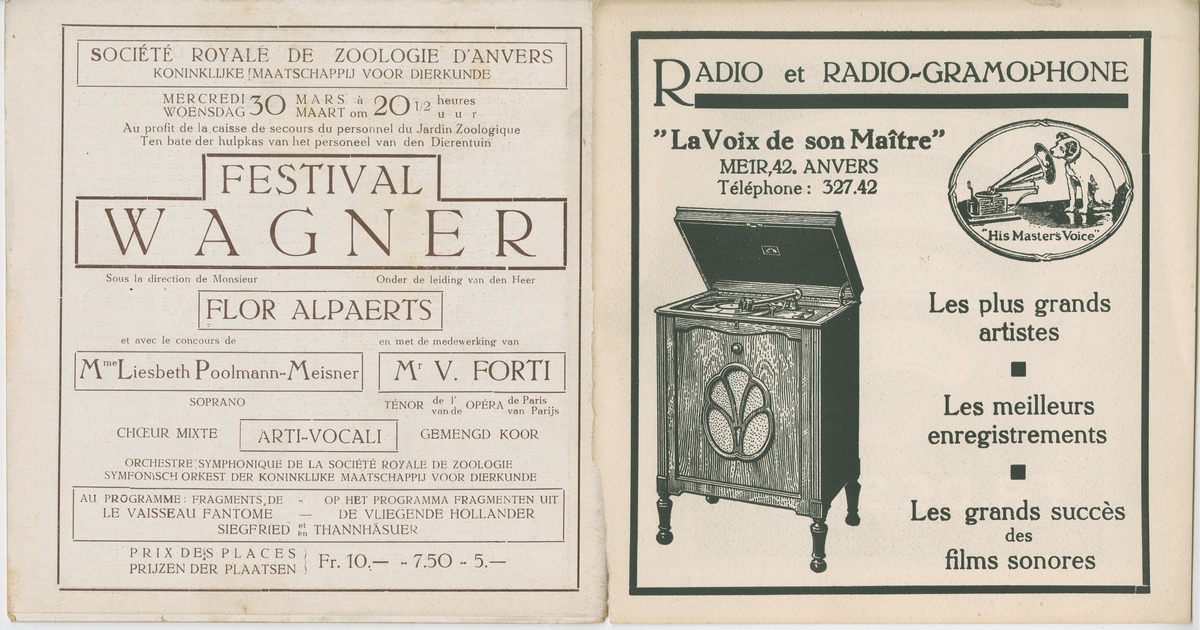 SOCIÉTÉ ROYALE DE ZOOLOGIE D'ANVERS
KONINKLIJKE MAATSCHAPPIJ VOOR DIERKUNDE
MERCREDI 30 MARS à 20 1/2 heures
WOENSDAG MAART om uur
Au profit de la caisse de secours du personnel du Jardin Zoologique
Ten bate der hulpkas van het personeel van den Dierentuin
FESTIVAL
WAGNER
Sous la direction de Monsieur
Onder de leiding van den Heer
FLOR ALPAERTS
et avec le concours de
en met de medewerking van
Mme Liesbeth Poolmann-Meisner
Mr V. FORTI
SOPRANO
TÉNOR de l' OPÉRA de Paris
van de van Parijs
CHŒUR MIXTE ARTI-VOCALI GEMENGD KOOR
ORCHESTRE SYMPHONIQUE DE LA SOCIÉTÉ ROYALE DE ZOOLOGIE
SYMFONISCH ORKEST DER KONINKLIJKE MAATSCHAPPIJ VOOR DIERKUNDE
AU PROGRAMME: FRAGMENTS DE - OP HET PROGRAMMA FRAGMENTEN UIT
LE VAISSEAU FANTOME — DE VLIEGENDE HOLLANDER
SIEGFRIED et en THANNHÄSUER
PRIX DES PLACES
PRIJZEN DER PLAATSEN
Fr. 10.— - 7.50 - 5.—
RADIO et RADIO-GRAMOPHONE
"La Voix de son Maître"
MEIR, 42. ANVERS
Téléphone: 327.42
"His Master's Voice"
Les plus grands
artistes
Les meilleurs
enregistrements
Les grands succès
des
films sonores